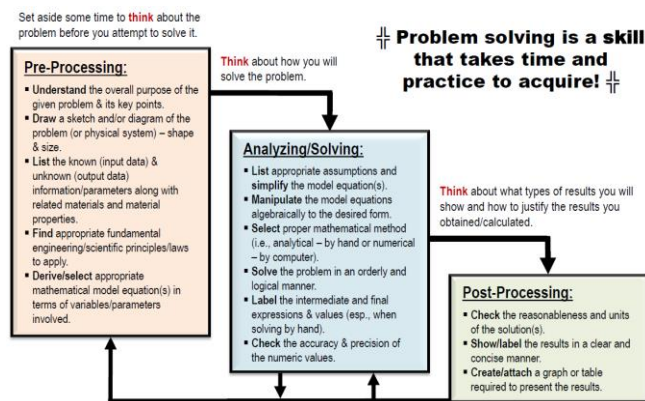 Set aside some time to think about the
problem before you attempt to solve it.
╬ Problem solving is a skill
that takes time and
practice to acquire! ╬
Pre-Processing:
▪ Understand the overall purpose of the
given problem & its key points.
▪ Draw a sketch and/or diagram of the
problem (or physical system) – shape
& size.
▪ List the known (input data) &
unknown (output data)
information/parameters along with
related materials and material
properties.
▪ Find appropriate fundamental
engineering/scientific principles/laws
to apply.
▪ Derive/select appropriate
mathematical model equation(s) in
terms of variables/parameters
involved.
Think about how you will
solve the problem.
Analyzing/Solving:
▪ List appropriate assumptions and
simplify the model equation(s).
▪ Manipulate the model equations
algebraically to the desired form.
▪ Select proper mathematical method
(i.e., analytical – by hand or numerical
– by computer).
▪ Solve the problem in an orderly and
logical manner.
▪ Label the intermediate and final
expressions & values (esp., when
solving by hand).
▪ Check the accuracy & precision of
the numeric values.
Think about what types of results you will
show and how to justify the results you
obtained/calculated.
Post-Processing:
▪ Check the reasonableness and units
of the solution(s).
▪ Show/label the results in a clear and
concise manner.
▪ Create/attach a graph or table
required to present the results.